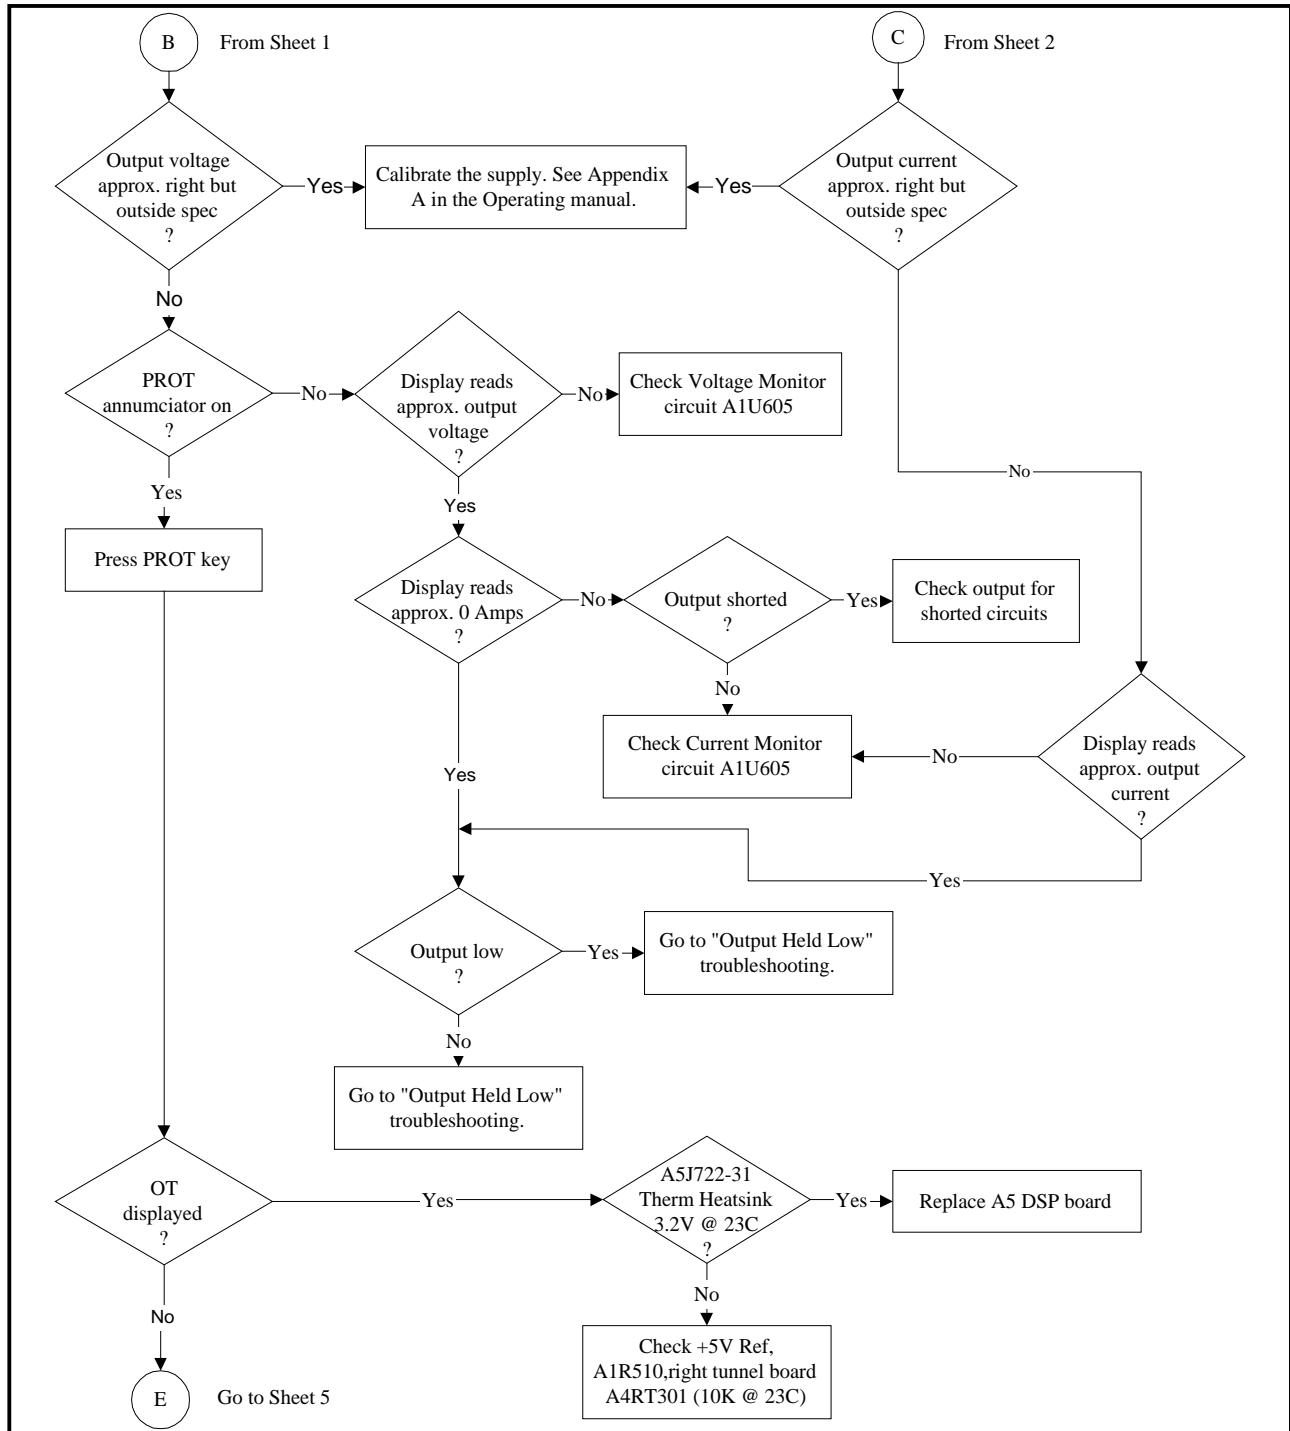 B
From Sheet 1
C
From Sheet 2
Output voltage
approx. right but
outside spec
?
Yes
Calibrate the supply. See Appendix
A in the Operating manual.
Yes
Output current
approx. right but
outside spec
?
No
PROT
annumciator on
?
No
Display reads
approx. output
voltage
?
No
Check Voltage Monitor
circuit A1U605
No
Yes
Yes
Press PROT key
Display reads
approx. 0 Amps
?
No
Output shorted
?
Yes
Check output for
shorted circuits
No
Check Current Monitor
circuit A1U605
No
Display reads
approx. output
current
?
Yes
Yes
Output low
?
Yes
Go to "Output Held Low"
troubleshooting.
No
Go to "Output Held Low"
troubleshooting.
OT
displayed
?
Yes
A5J722-31
Therm Heatsink
3.2V @ 23C
?
Yes
Replace A5 DSP board
No
No
Check +5V Ref,
A1R510,right tunnel board
A4RT301 (10K @ 23C)
E
Go to Sheet 5